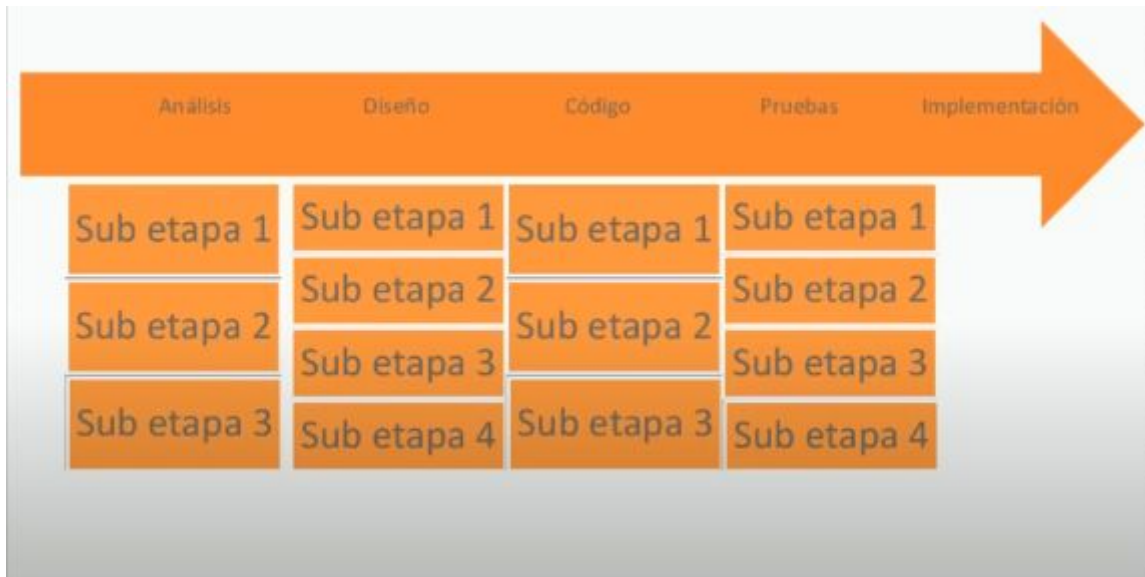 Análisis
Diseño
Código
Pruebas
Implementación
Sub etapa 1
Sub etapa 2
Sub etapa 3
Sub etapa 1
Sub etapa 2
Sub etapa 3
Sub etapa 4
Sub etapa 1
Sub etapa 2
Sub etapa 3
Sub etapa 1
Sub etapa 2
Sub etapa 3
Sub etapa 4